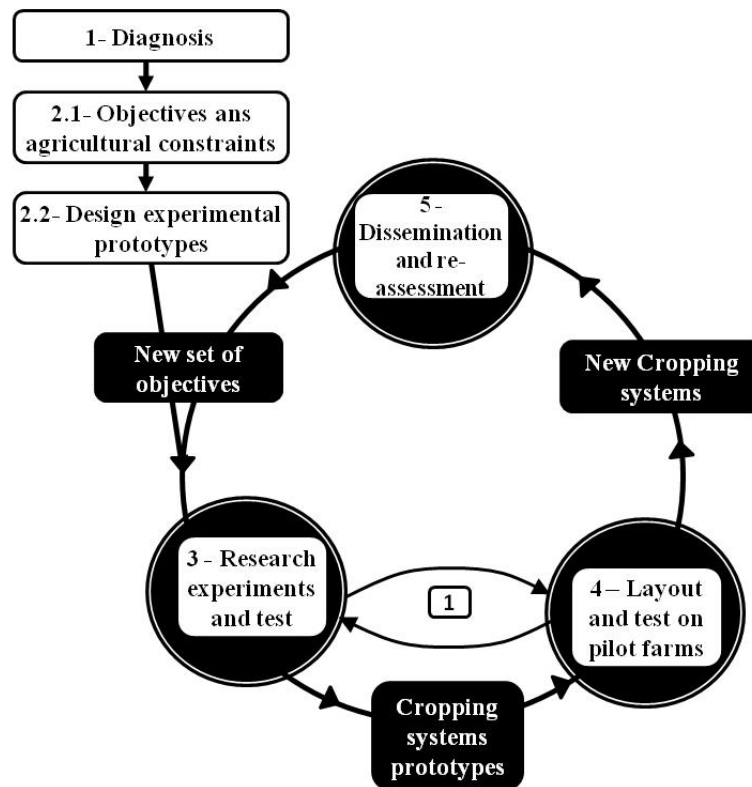 1- Diagnosis
2.1- Objectives ans
agricultural constraints
2.2- Design experimental
prototypes
5 -
Dissemination
and re-
assessment
New set of
objectives
New Cropping
systems
3 - Research
experiments
and test
1
4 – Layout
and test on
pilot farms
Cropping
systems
prototypes